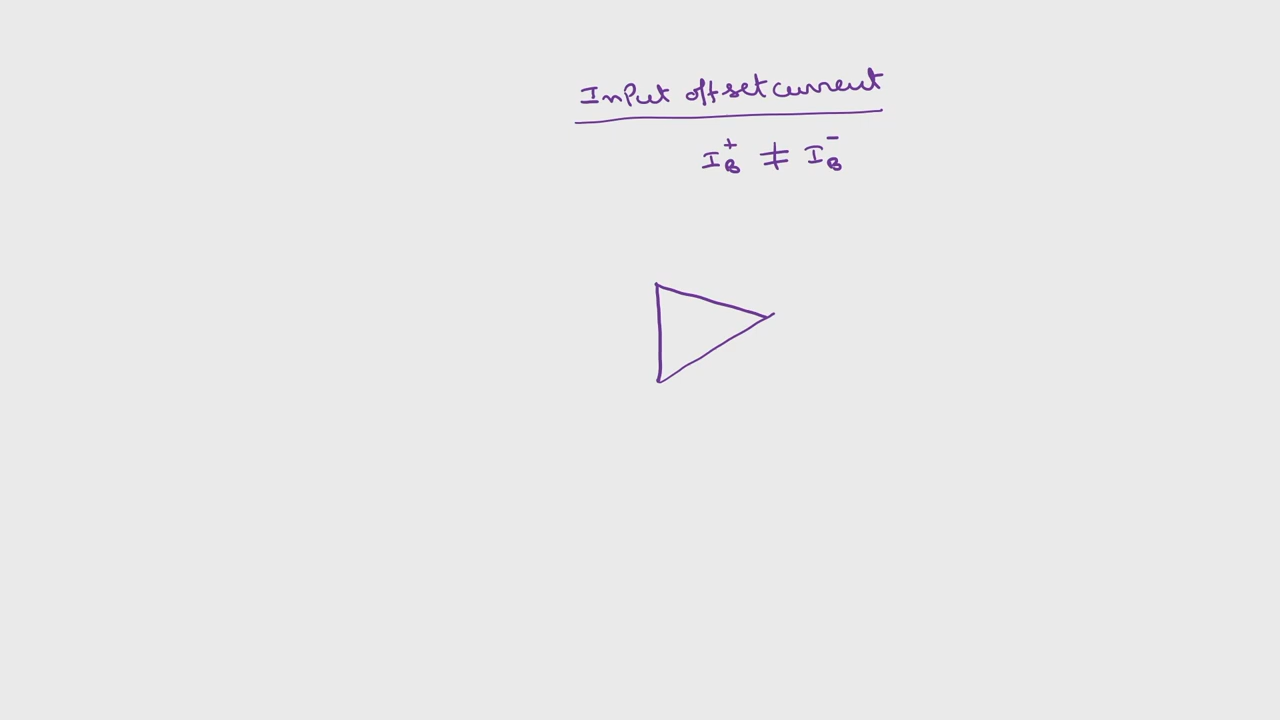 InPut offset current
I_B^+ ≠ I_B^-